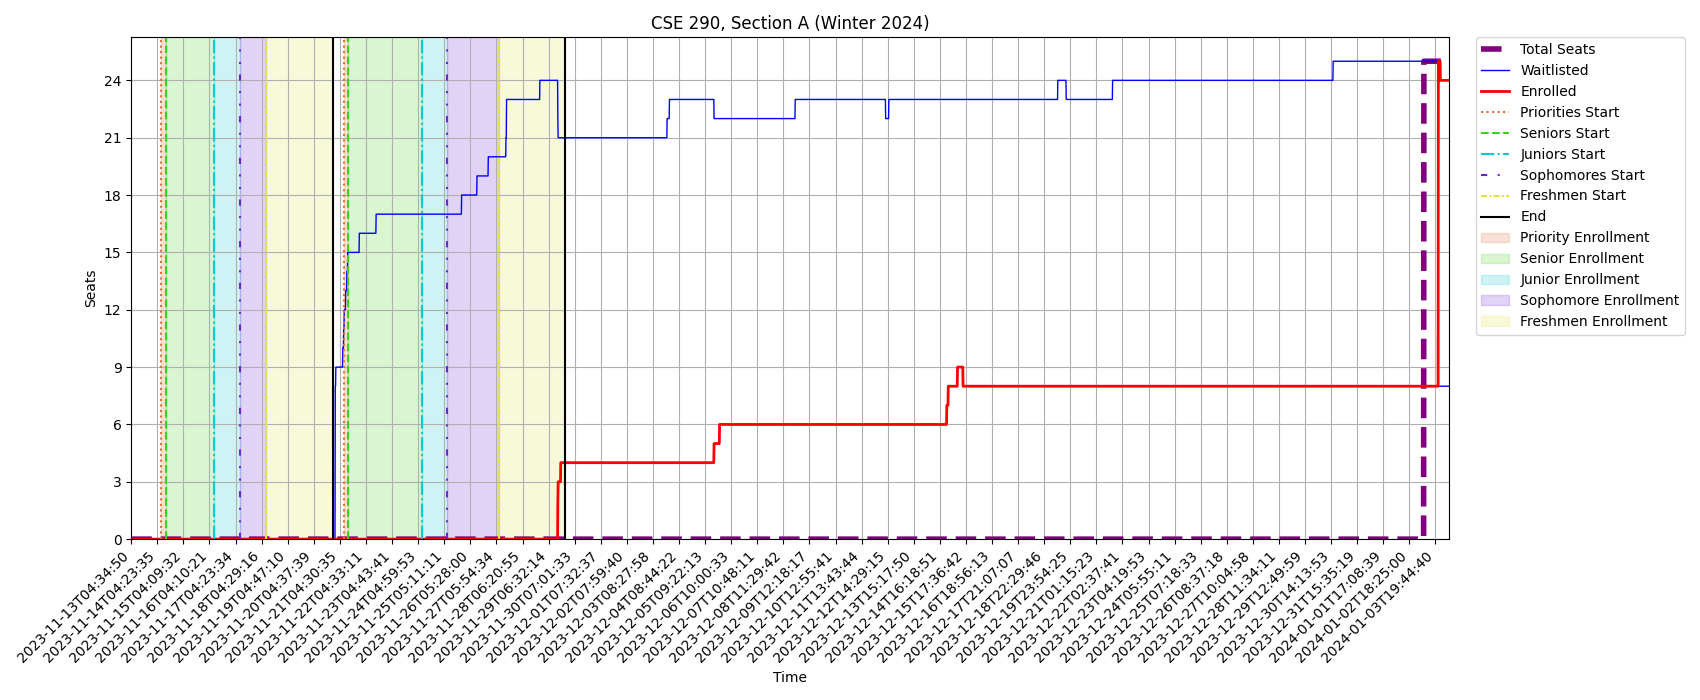 CSE 290, Section A (Winter 2024)
Seats
24
21
18
15
12
9
6
3
0
2023-11-13T04:34:50
2023-11-14T04:23:35
2023-11-15T04:09:32
2023-11-16T04:10:21
2023-11-17T04:23:34
2023-11-18T04:29:16
2023-11-19T04:47:10
2023-11-20T04:37:39
2023-11-21T04:30:35
2023-11-22T04:33:11
2023-11-23T04:43:41
2023-11-24T04:59:53
2023-11-25T05:11:11
2023-11-26T05:28:00
2023-11-27T05:54:34
2023-11-28T06:20:55
2023-11-29T06:32:14
2023-11-30T07:01:33
2023-12-01T07:32:37
2023-12-02T07:59:40
2023-12-03T08:27:58
2023-12-04T08:44:22
2023-12-05T09:22:13
2023-12-06T10:00:33
2023-12-07T10:48:11
2023-12-08T11:29:42
2023-12-09T12:18:17
2023-12-10T12:55:41
2023-12-11T13:43:44
2023-12-12T14:29:15
2023-12-13T15:17:50
2023-12-14T16:18:51
2023-12-15T17:36:42
2023-12-16T18:56:13
2023-12-17T21:07:07
2023-12-18T22:29:46
2023-12-19T23:54:25
2023-12-21T01:15:23
2023-12-22T02:37:41
2023-12-23T04:19:53
2023-12-24T05:55:11
2023-12-25T07:18:33
2023-12-26T08:37:18
2023-12-27T10:04:58
2023-12-28T11:34:11
2023-12-29T12:49:59
2023-12-30T14:13:53
2023-12-31T15:35:19
2024-01-01T17:08:39
2024-01-02T18:25:00
2024-01-03T19:44:40
Time
Total Seats
Waitlisted
Enrolled
Priorities Start
Seniors Start
Juniors Start
Sophomores Start
Freshmen Start
End
Priority Enrollment
Senior Enrollment
Junior Enrollment
Sophomore Enrollment
Freshmen Enrollment